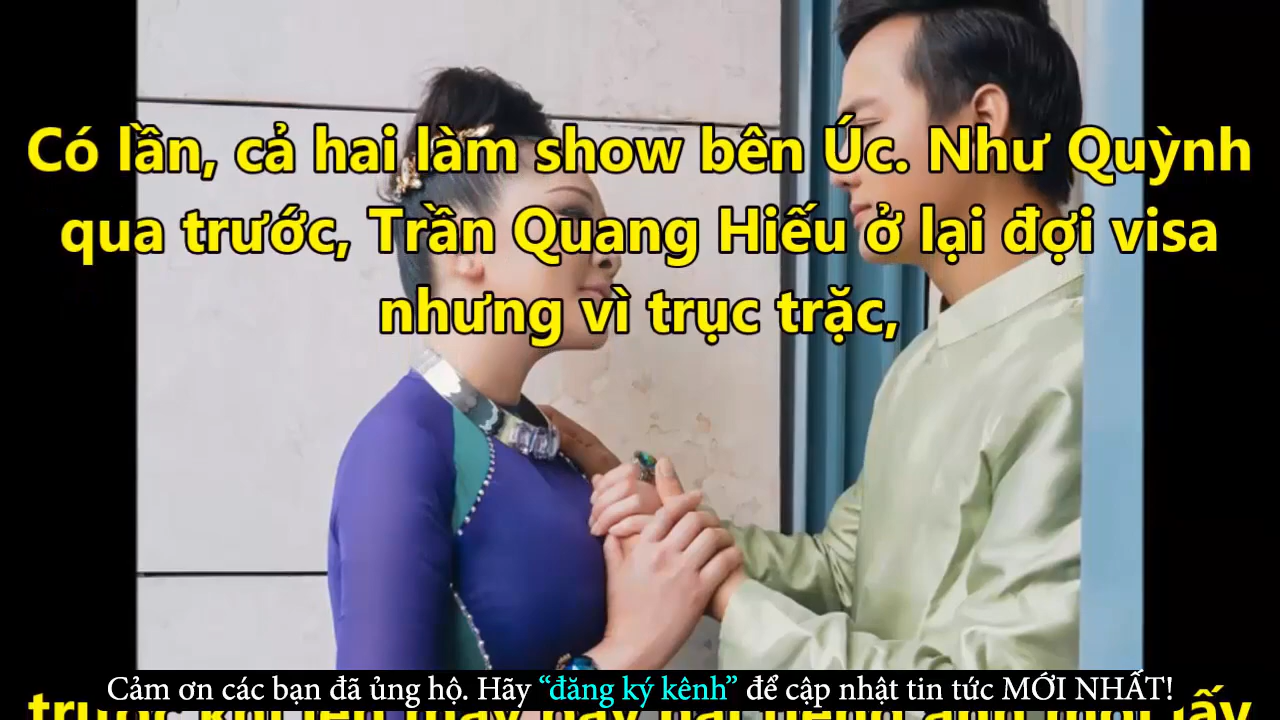 Có lần, cả hai làm show bên Úc. Như Quỳnh
qua trước, Trần Quang Hiếu ở lại đợi visa
nhưng vì trục trặc,
Cảm ơn các bạn đã ủng hộ. Hãy “đăng ký kênh” để cập nhật tin tức MỚI NHẤT!